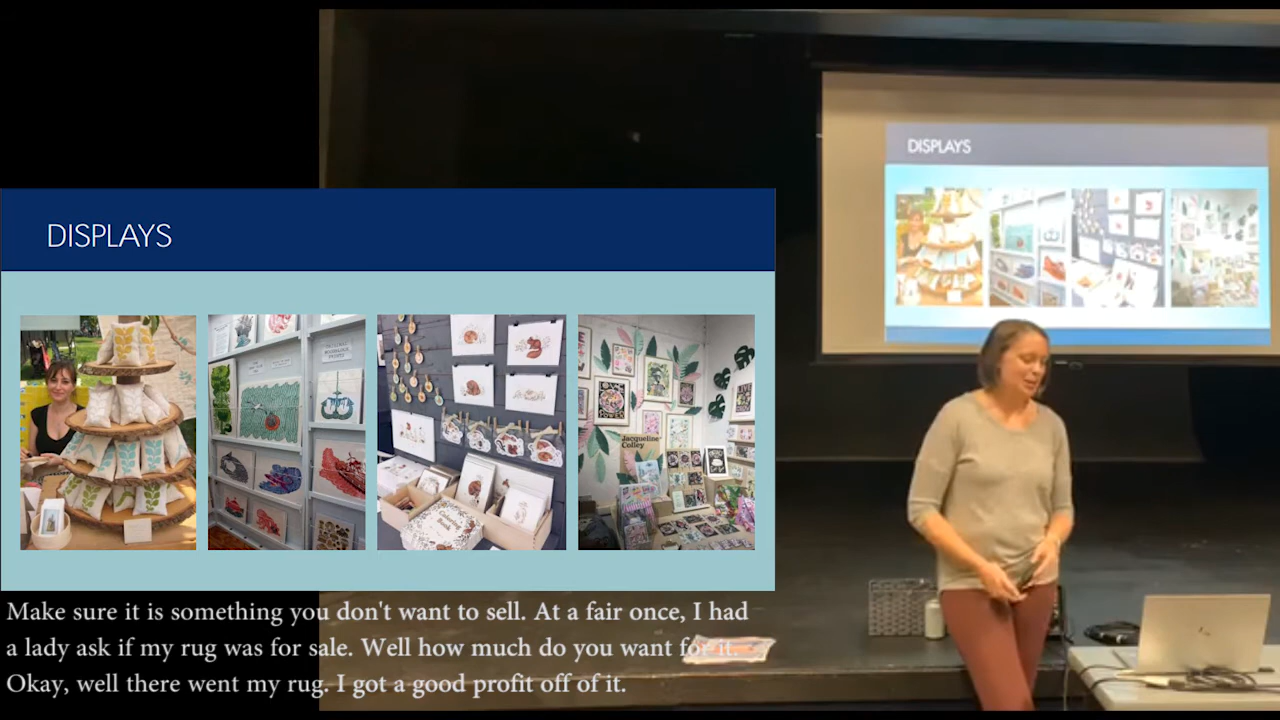 DISPLAYS
DISPLAYS
Jacqueline
Colley
Make sure it is something you don't want to sell. At a fair once, I had
a lady ask if my rug was for sale. Well how much do you want for it.
Okay, well there went my rug. I got a good profit off of it.